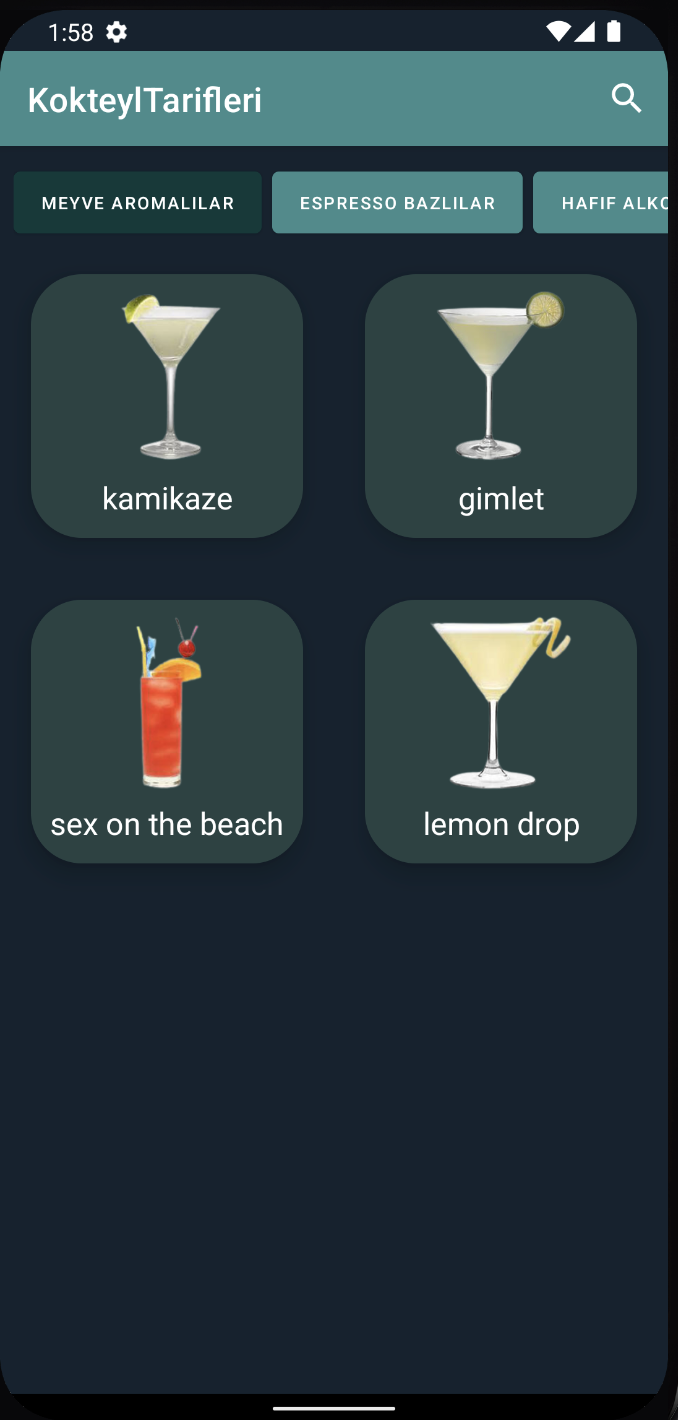 1:58
KokteylTarifleri
MEYVE AROMALILAR
ESPRESSO BAZLILAR
HAFIF ALKO
kamikaze
gimlet
sex on the beach
lemon drop